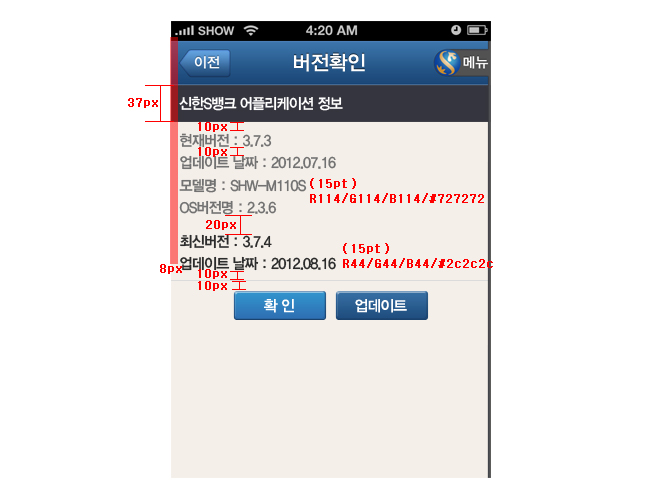 SHOW 4:20 AM
이전 버전확인 메뉴
37px 신한S뱅크 어플리케이션 정보
10px
현재버전 : 3.7.3
10px
업데이트 날짜 : 2012.07.16
모델명 : SHW-M110S (15pt)
R114/G114/B114/#727272
OS버전명 : 2.3.6
20px
최신버전 : 3.7.4 (15pt)
업데이트 날짜 : 2012.08.16 R44/G44/B44/#2c2c2c
8px
10px
10px
확 인 업데이트